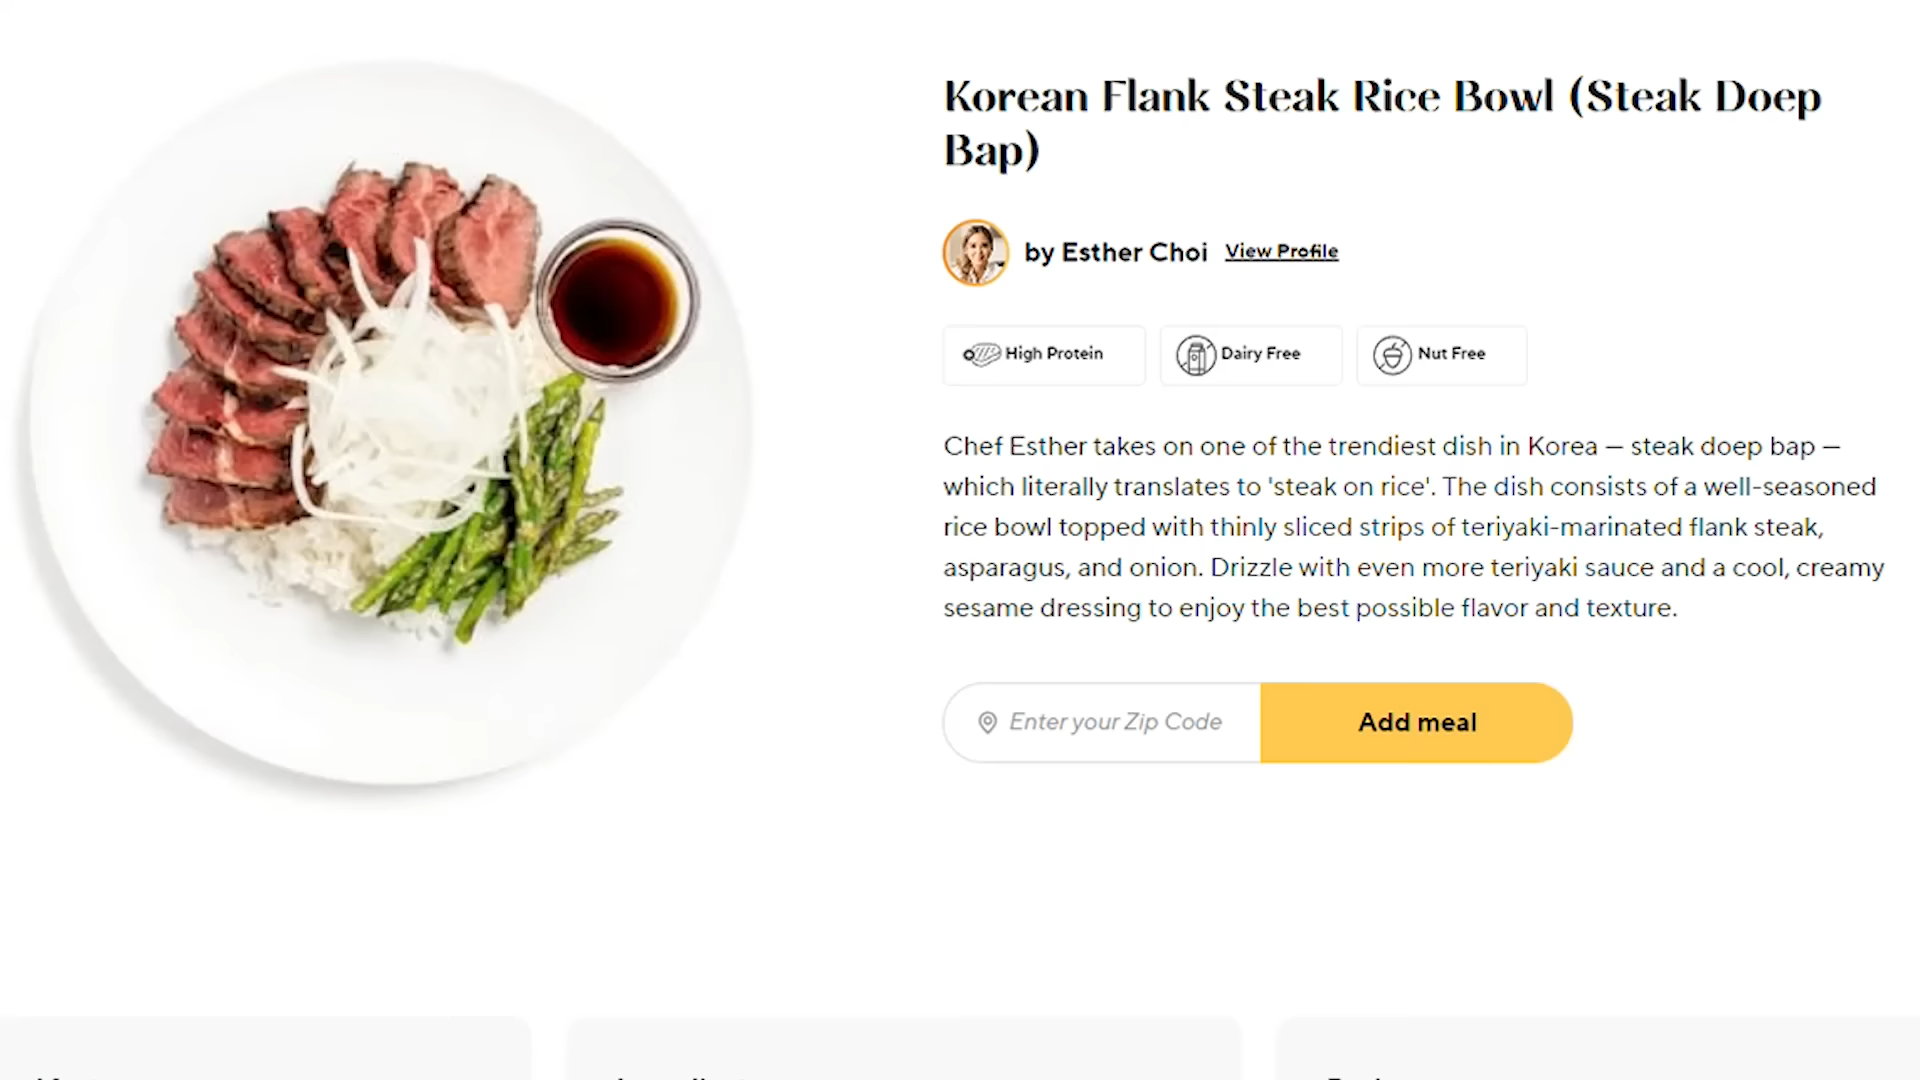 Korean Flank Steak Rice Bowl (Steak Doep
Bap)
by Esther Choi View Profile
High Protein
Dairy Free
Nut Free
Chef Esther takes on one of the trendiest dish in Korea – steak doep bap –
which literally translates to 'steak on rice'. The dish consists of a well-seasoned
rice bowl topped with thinly sliced strips of teriyaki-marinated flank steak,
asparagus, and onion. Drizzle with even more teriyaki sauce and a cool, creamy
sesame dressing to enjoy the best possible flavor and texture.
Enter your Zip Code
Add meal